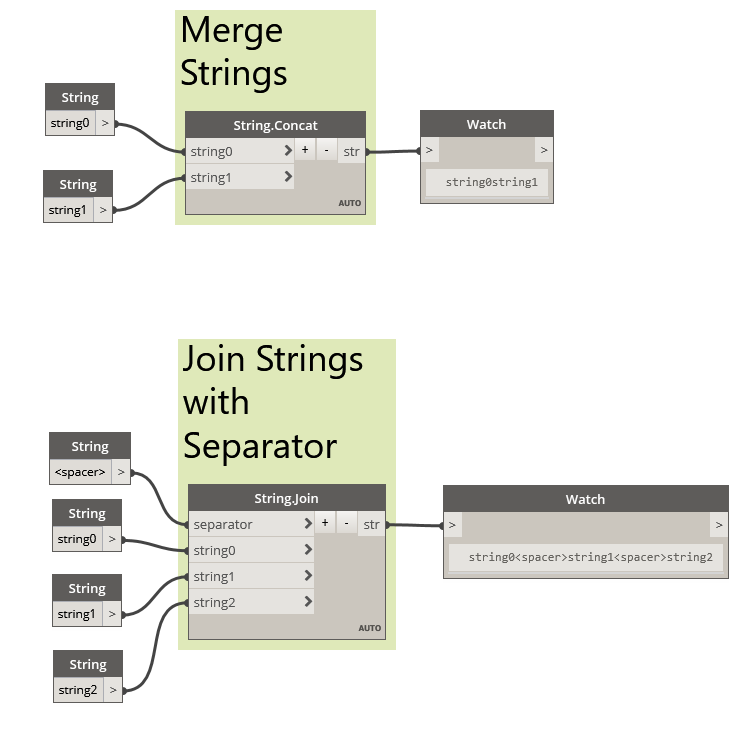 Merge
Strings
String
string0 >
String.Concat
string0 > + - str
string1 >
AUTO
Watch
> >
string0string1
String
string1 >
Join Strings
with
Separator
String
<spacer> >
String
string0 >
String
string1 >
String
string2 >
String.Join
separator > + - str
string0 >
string1 >
string2 >
AUTO
Watch
> >
string0<spacer>string1<spacer>string2